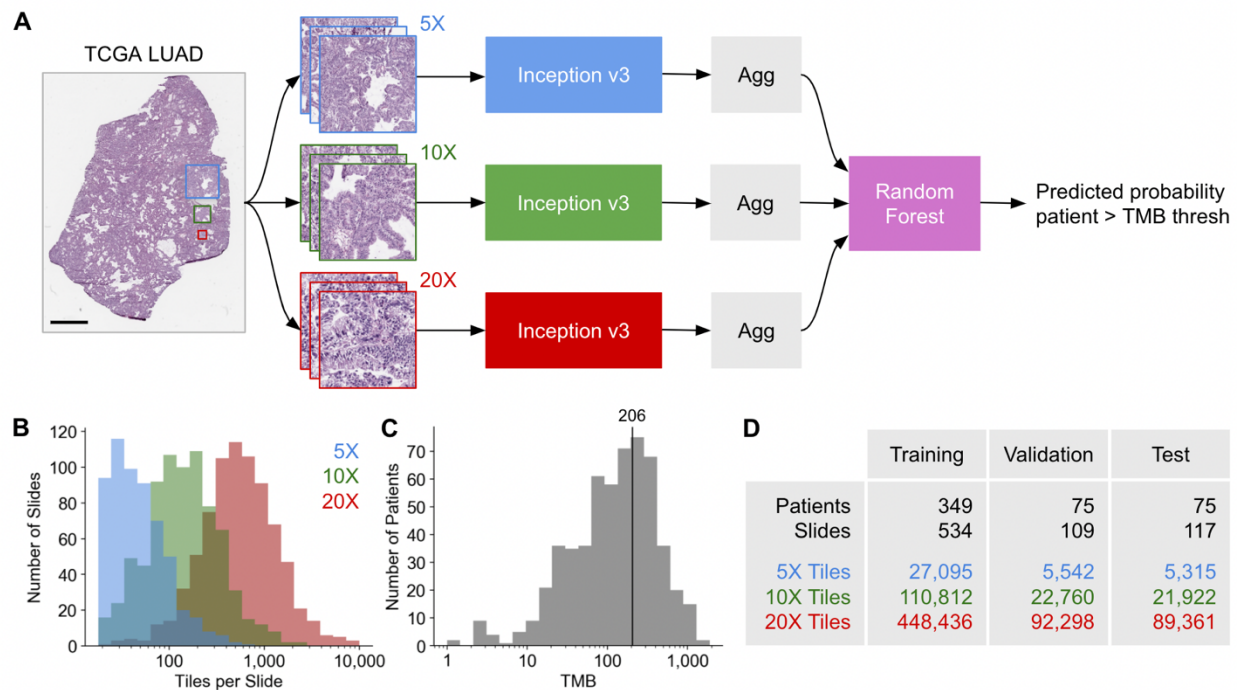 A
TCGA LUAD
5X
Inception v3
Agg
10X
Inception v3
Agg
20X
Inception v3
Agg
Random
Forest
Predicted probability
patient > TMB thresh
B
Number of Slides
120
100
80
60
40
20
0
5X
10X
20X
100
1,000
10,000
Tiles per Slide
C
206
Number of Patients
70
60
50
40
30
20
10
0
1
10
100
1,000
TMB
D
Training Validation Test
Patients 349 75 75
Slides 534 109 117
5X Tiles 27,095 5,542 5,315
10X Tiles 110,812 22,760 21,922
20X Tiles 448,436 92,298 89,361